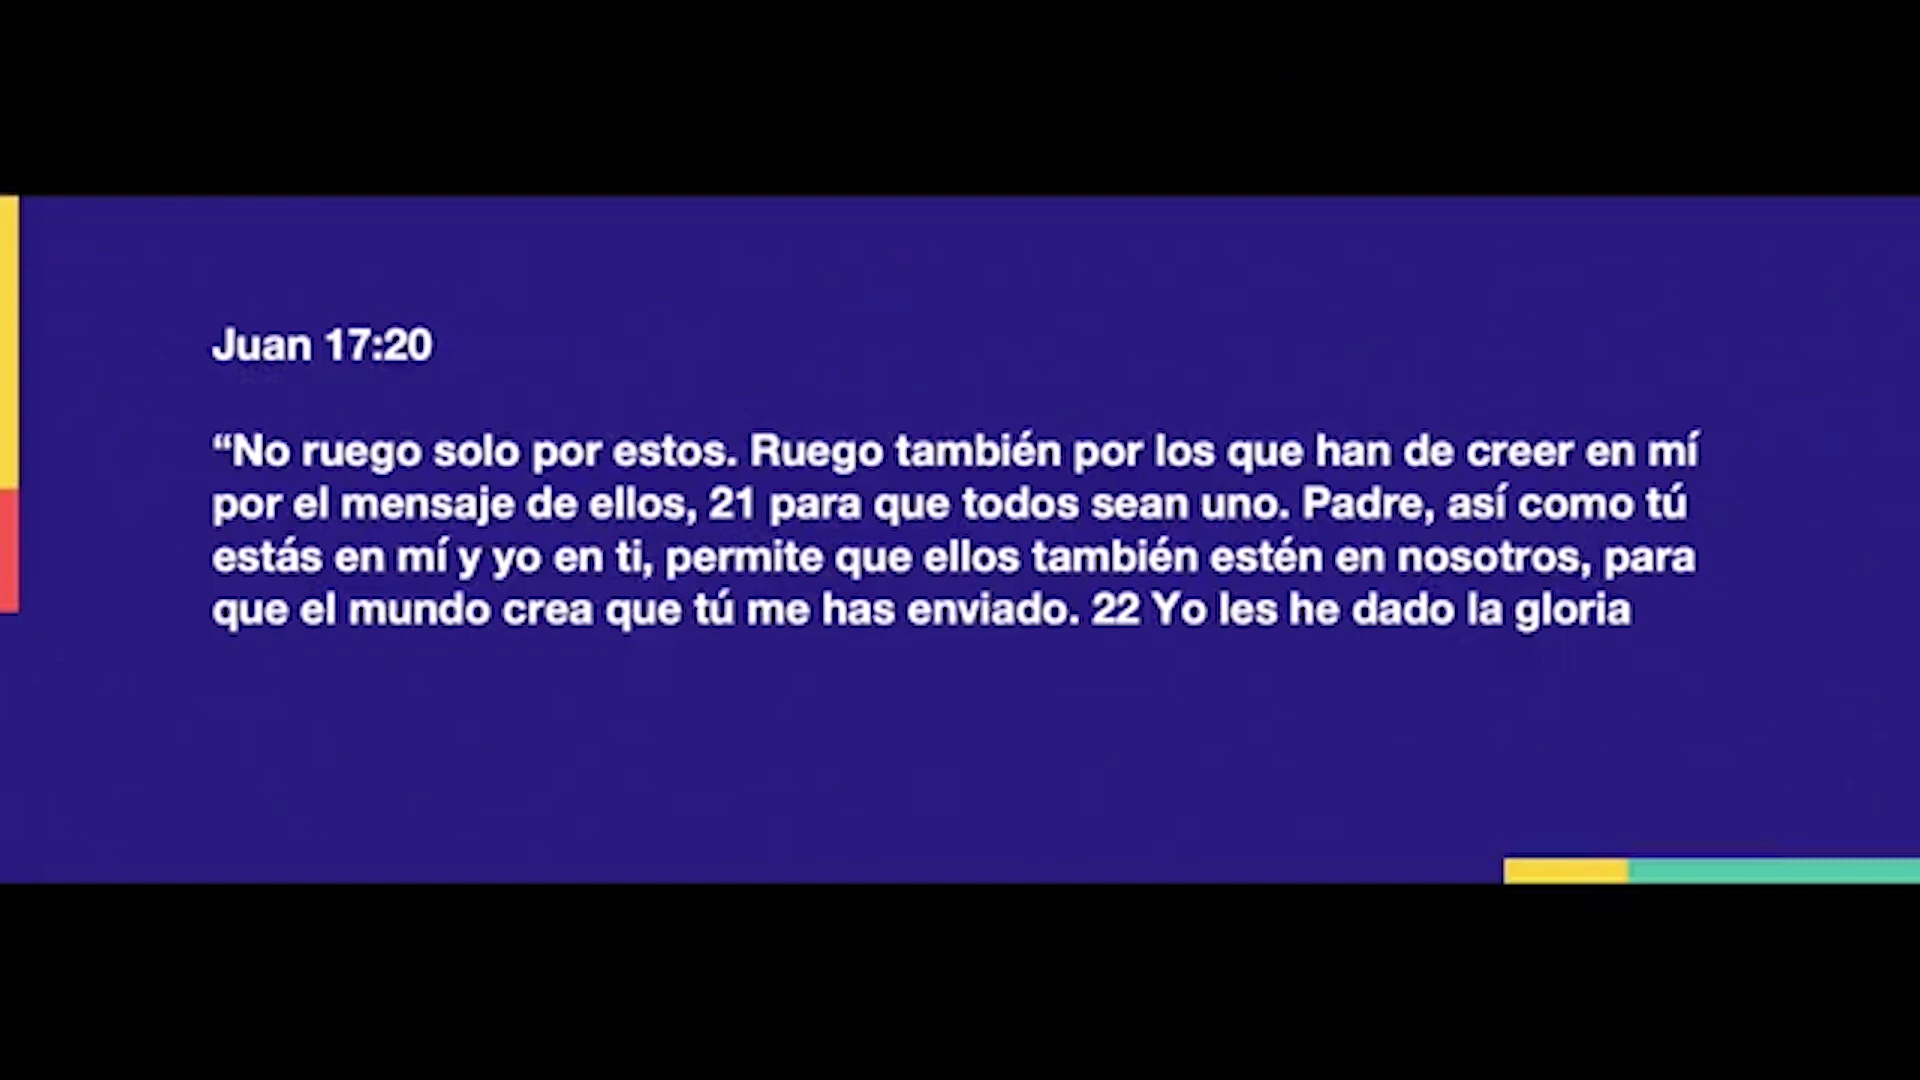 Juan 17:20
“No ruego solo por estos. Ruego también por los que han de creer en mí
por el mensaje de ellos, 21 para que todos sean uno. Padre, así como tú
estás en mí y yo en ti, permite que ellos también estén en nosotros, para
que el mundo crea que tú me has enviado. 22 Yo les he dado la gloria